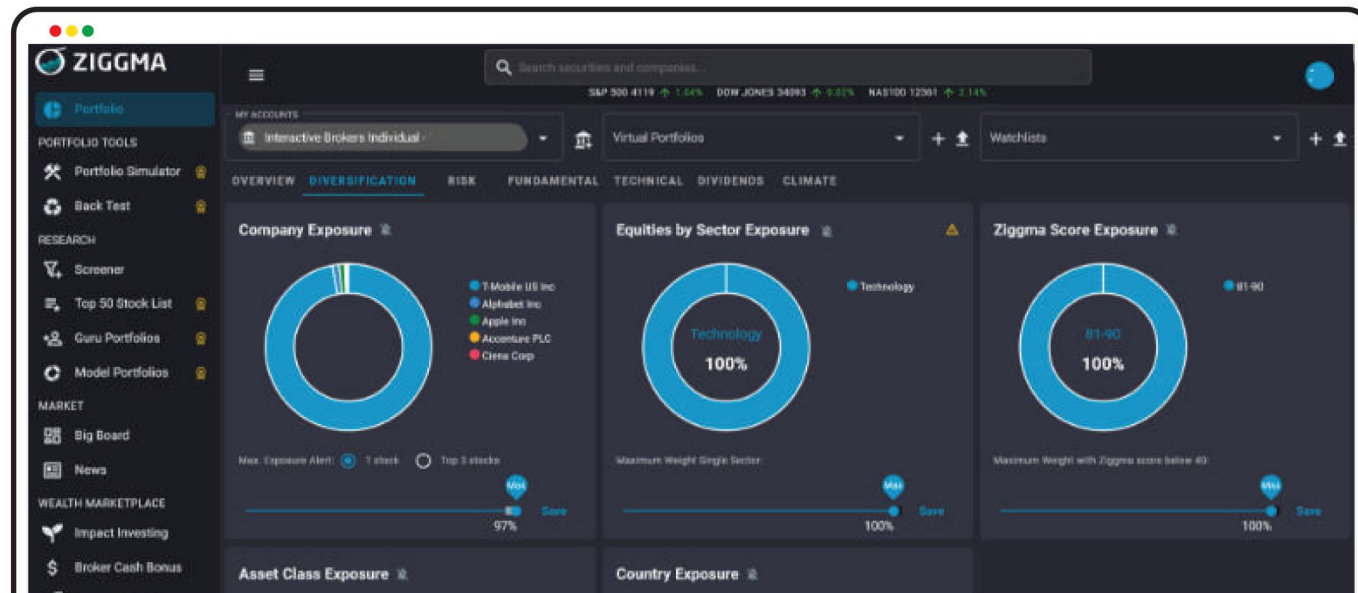 ZIGGMA
Search securities and companies...
S&P 500 4119 ↑ 1.04% DOW JONES 34093 ↑ 0.02% NAS100 12561 ↑ 2.14%
Portfolio
PORTFOLIO TOOLS
Portfolio Simulator
Back Test
RESEARCH
Screener
Top 50 Stock List
Guru Portfolios
Model Portfolios
MARKET
Big Board
News
WEALTH MARKETPLACE
Impact Investing
Broker Cash Bonus
MY ACCOUNTS
Interactive Brokers Individual -
Virtual Portfolios
Watchlists
OVERVIEW DIVERSIFICATION RISK FUNDAMENTAL TECHNICAL DIVIDENDS CLIMATE
Company Exposure
T-Mobile US Inc
Alphabet Inc
Apple Inc
Accenture PLC
Ciena Corp
Max. Exposure Alert: 1 stock Top 3 stocks
Max
Save
97%
Equities by Sector Exposure
Technology
Technology
100%
Maximum Weight Single Sector:
Max
Save
100%
Ziggma Score Exposure
81-90
81-90
100%
Maximum Weight with Ziggma score below 40:
Max
Save
100%
Asset Class Exposure
Country Exposure